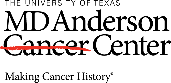 THE UNIVERSITY OF TEXAS
MD Anderson
Cancer Center
Making Cancer History®